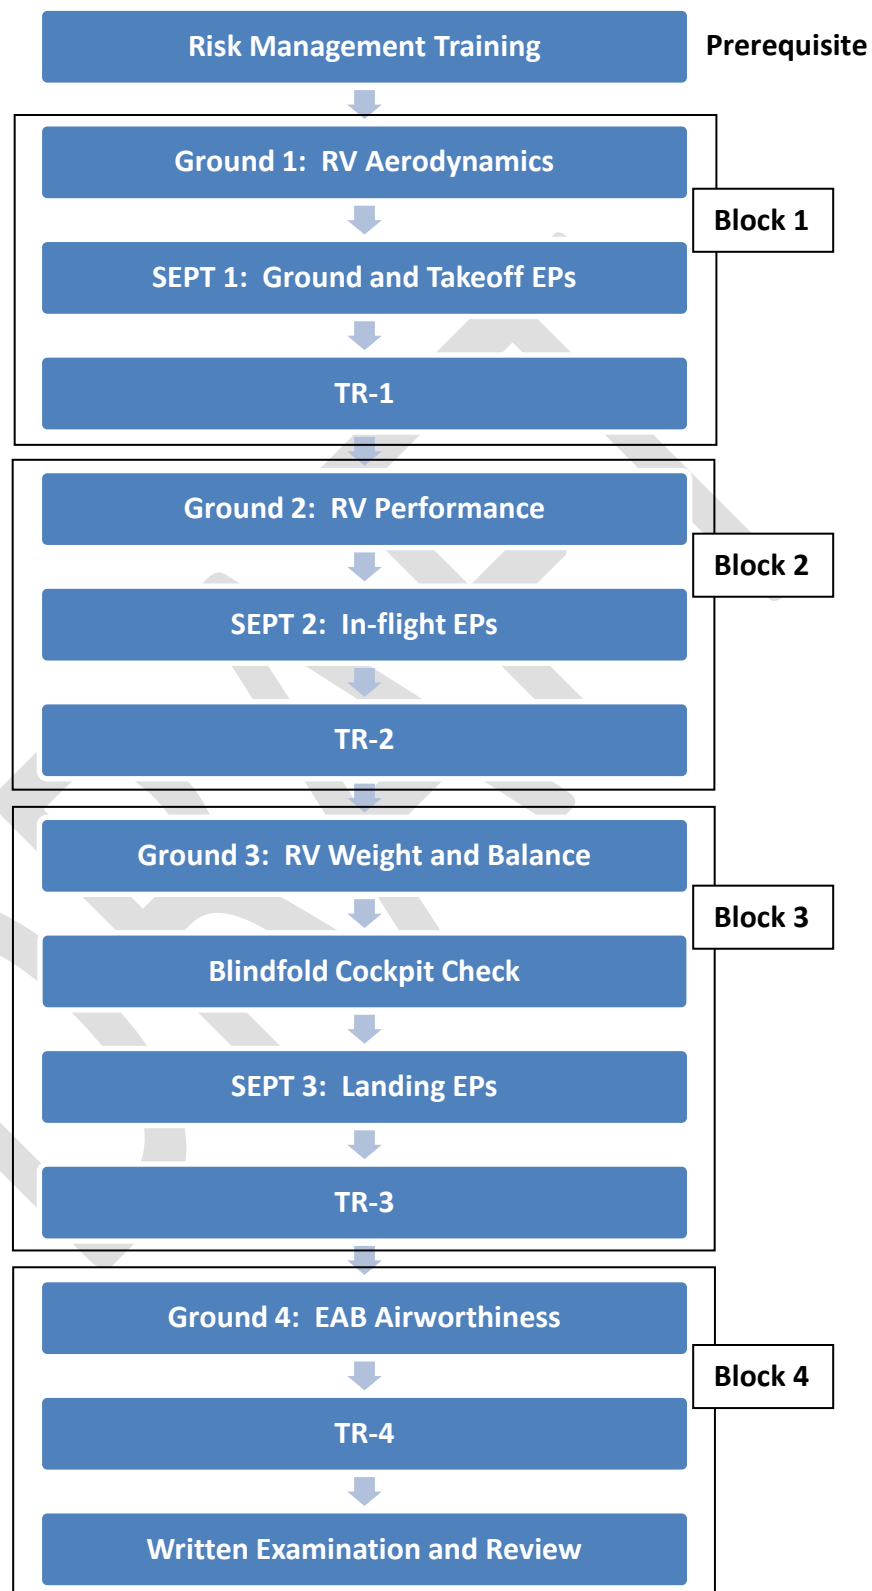 Risk Management Training
Prerequisite
Ground 1: RV Aerodynamics
Block 1
SEPT 1: Ground and Takeoff EPs
TR-1
Ground 2: RV Performance
Block 2
SEPT 2: In-flight EPs
TR-2
Ground 3: RV Weight and Balance
Block 3
Blindfold Cockpit Check
SEPT 3: Landing EPs
TR-3
Ground 4: EAB Airworthiness
Block 4
TR-4
Written Examination and Review